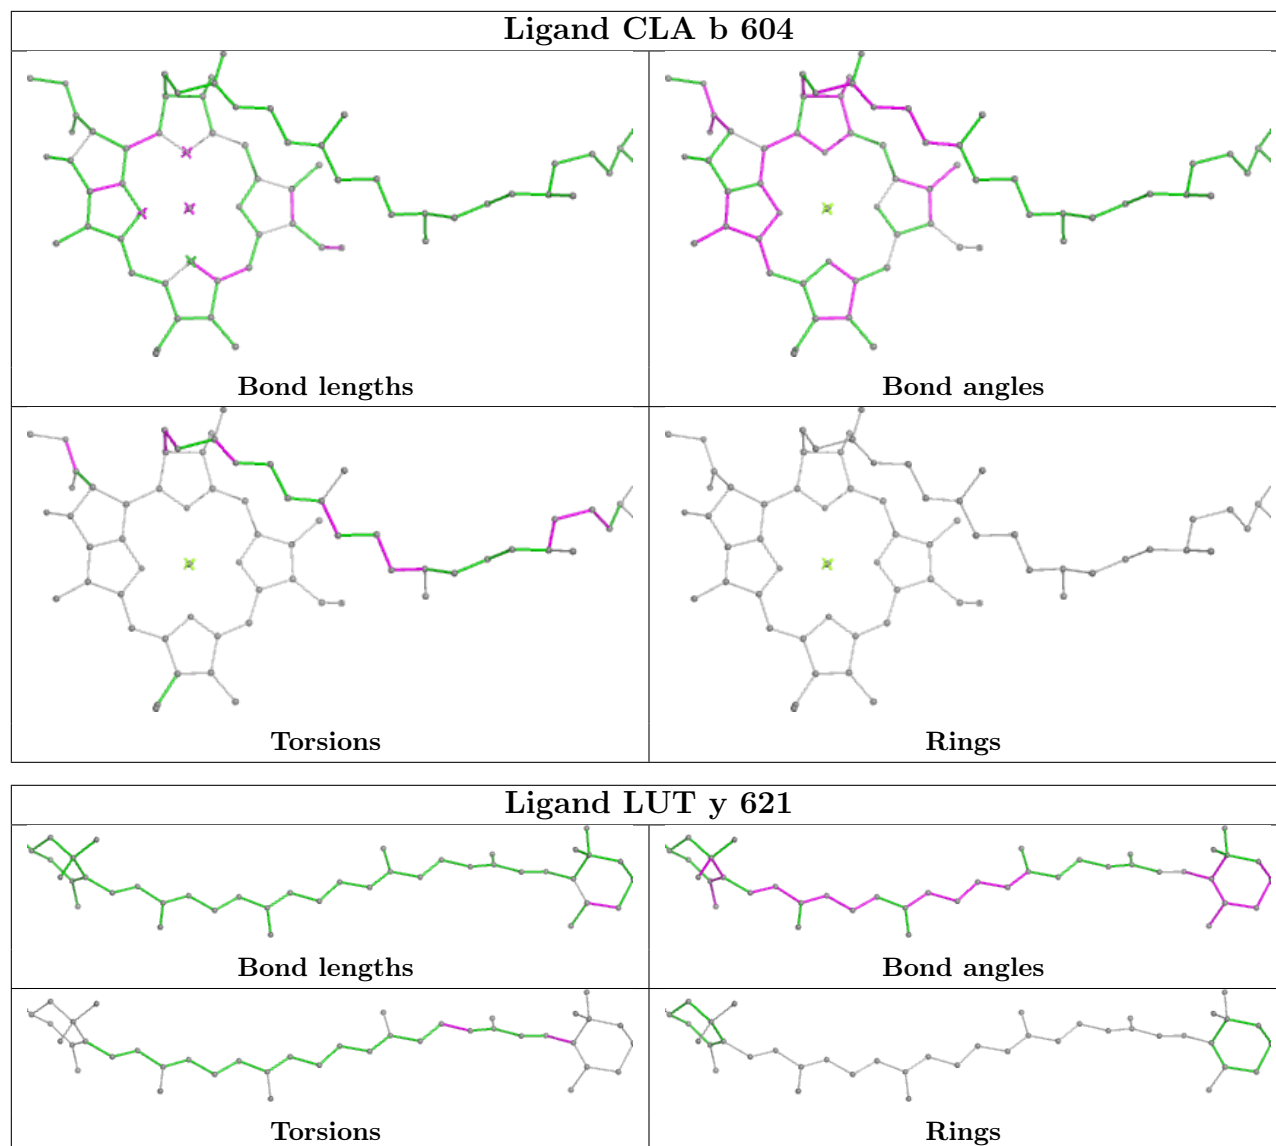 Ligand CLA b 604
Bond lengths
Bond angles
Torsions
Rings
Ligand LUT y 621
Bond lengths
Bond angles
Torsions
Rings